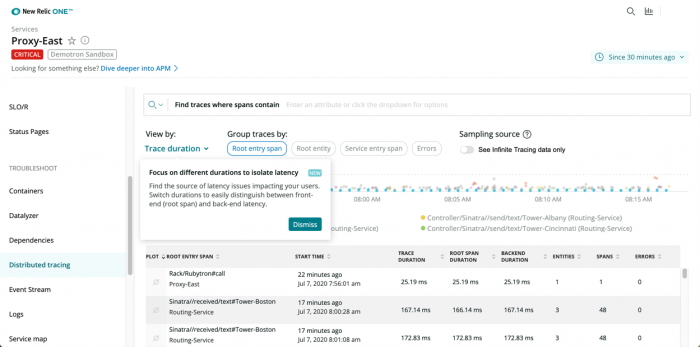 New Relic ONE™
Services
Proxy-East
CRITICAL Demotron Sandbox
Looking for something else? Dive deeper into APM
Since 30 minutes ago
SLO/R
Status Pages
TROUBLESHOOT
Containers
Datalyzer
Dependencies
Distributed tracing
Event Stream
Logs
Service map
Find traces where spans contain Enter an attribute or click the dropdown for options
View by:
Trace duration
Group traces by:
Root entry span Root entity Service entry span Errors
Sampling source
See Infinite Tracing data only
Focus on different durations to isolate latency NEW
Find the source of latency issues impacting your users.
Switch durations to easily distinguish between front-
end (root span) and back-end latency.
Dismiss
08:00 AM 08:05 AM 08:10 AM 08:15 AM
Controller/Sinatra//send/text/Tower-Albany (Routing-Service)
outing-Service)
Controller/Sinatra//send/text/Tower-Cincinnati (Routing-Service)
PLOT ROOT ENTRY SPAN START TIME TRACE DURATION ROOT SPAN DURATION BACKEND DURATION ENTITIES SPANS ERRORS
Rack/Rubytron#call 22 minutes ago
Proxy-East Jul 7, 2020 7:56:01 am 25.19 ms 25.19 ms 25.19 ms 1 1 0
Sinatra//received/text#Tower-Boston 17 minutes ago
Routing-Service Jul 7, 2020 8:00:28 am 167.14 ms 166.14 ms 167.14 ms 3 48 0
Sinatra//received/text#Tower-Boston 17 minutes ago
Routing-Service Jul 7, 2020 8:01:08 am 172.83 ms 171.83 ms 172.83 ms 3 48 0